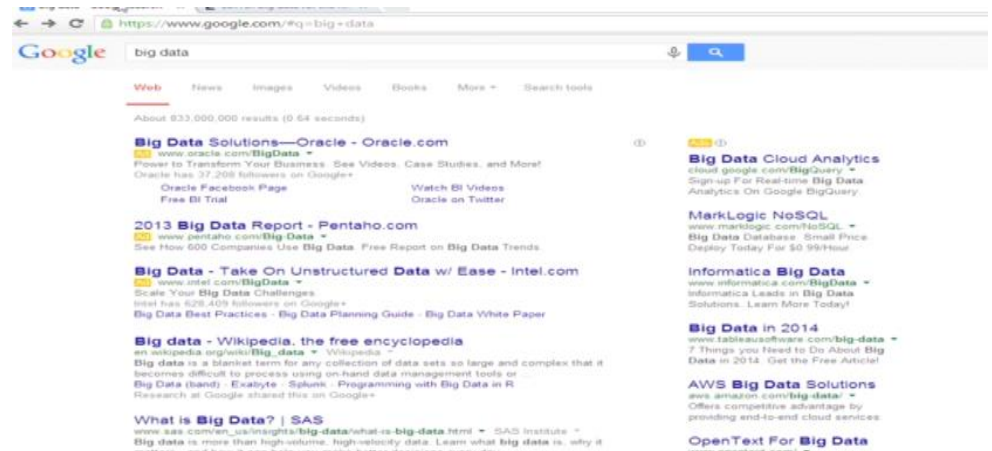 https://www.google.com/#q=big+data
Google
big data
Web News Images Videos Books More Search tools
About 833,000,000 results (0.64 seconds)
Big Data Solutions—Oracle - Oracle.com
Ad www.oracle.com/BigData
Power to Transform Your Business. See Videos, Case Studies, and More!
Oracle has 37,208 followers on Google+
Oracle Facebook Page Watch BI Videos
Free BI Trial Oracle on Twitter
2013 Big Data Report - Pentaho.com
Ad www.pentaho.com/Big-Data
See How 600 Companies Use Big Data. Free Report on Big Data Trends.
Big Data - Take On Unstructured Data w/ Ease - Intel.com
Ad www.intel.com/BigData
Scale Your Big Data Challenges
Intel has 628,409 followers on Google+
Big Data Best Practices - Big Data Planning Guide - Big Data White Paper
Big data - Wikipedia, the free encyclopedia
en.wikipedia.org/wiki/Big_data Wikipedia
Big data is a blanket term for any collection of data sets so large and complex that it
becomes difficult to process using on-hand data management tools or ...
Big Data (band) - Exabyte - Splunk - Programming with Big Data in R
Research at Google shared this on Google+
What is Big Data? | SAS
www.sas.com/en_us/insights/big-data/what-is-big-data.html SAS Institute
Big data is more than high-volume, high-velocity data. Learn what big data is, why it
Ads
Big Data Cloud Analytics
cloud.google.com/BigQuery
Sign-up For Real-time Big Data
Analytics On Google BigQuery.
MarkLogic NoSQL
www.marklogic.com/NoSQL
Big Data Database. Small Price.
Deploy Today For $0.99/Hour
Informatica Big Data
www.informatica.com/BigData
Informatica Leads in Big Data
Solutions. Learn More Today!
Big Data in 2014
www.tableausoftware.com/big-data
7 Things you Need to Do About Big
Data in 2014. Get the Free Article!
AWS Big Data Solutions
aws.amazon.com/big-data/
Offers competitive advantage by
providing end-to-end cloud services
OpenText For Big Data